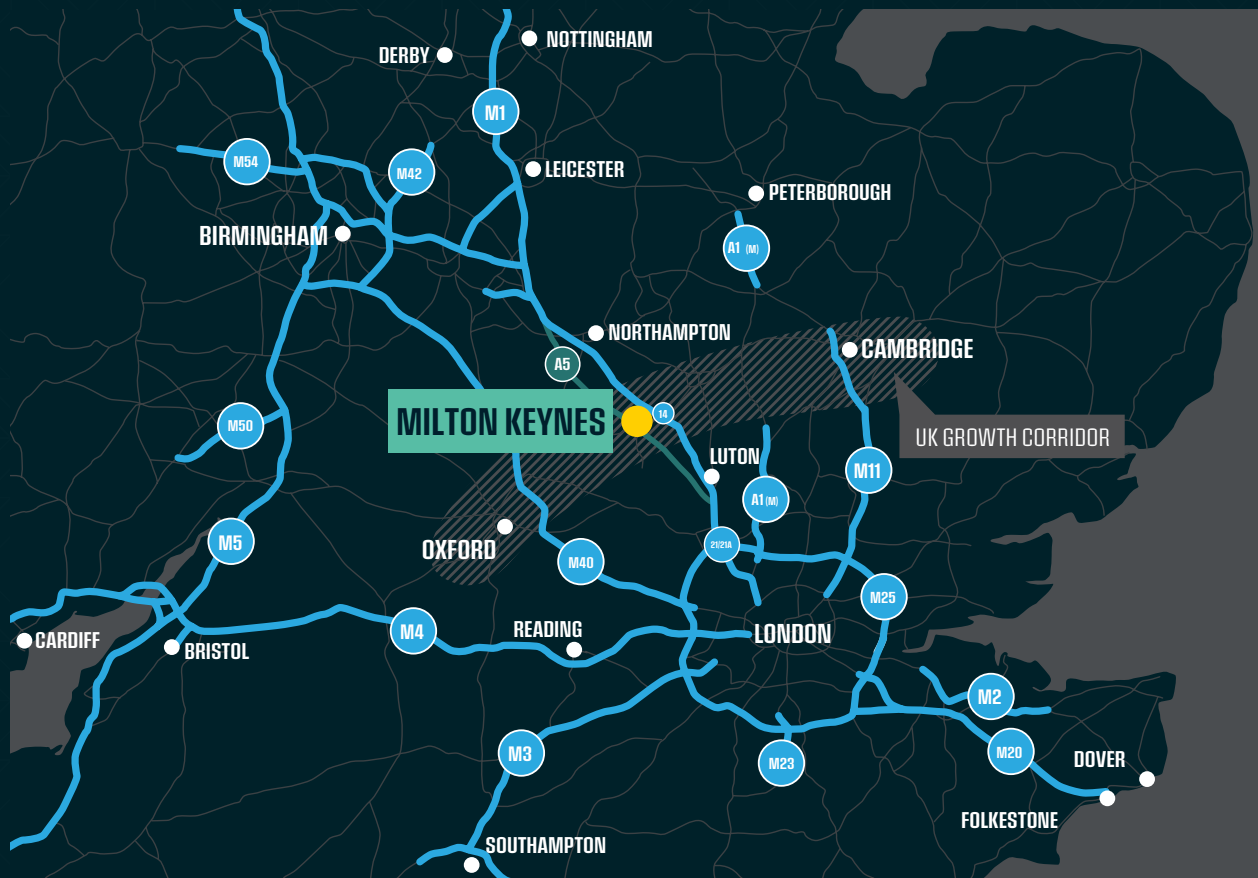 NOTTINGHAM
DERBY
M1
M54
M42
LEICESTER
PETERBOROUGH
BIRMINGHAM
A1 (M)
NORTHAMPTON
CAMBRIDGE
A5
MILTON KEYNES
14
M50
UK GROWTH CORRIDOR
LUTON
M11
A1(M)
M5
OXFORD
21/21A
M40
M25
M4
READING
LONDON
CARDIFF
BRISTOL
M2
M3
M20
M23
DOVER
FOLKESTONE
SOUTHAMPTON